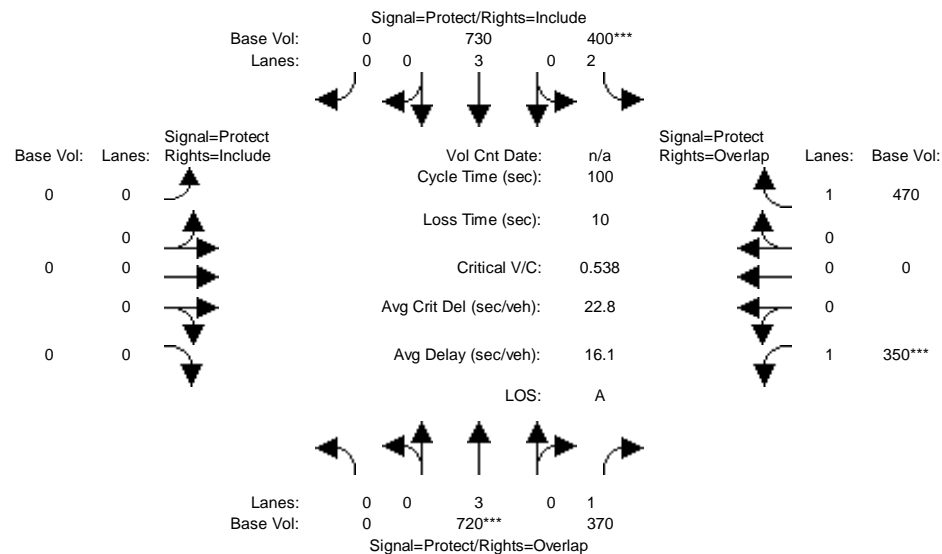 Signal=Protect/Rights=Include
Base Vol: 0 730 400***
Lanes: 0 0 3 0 2
Signal=Protect
Rights=Include
Base Vol: Lanes:
Vol Cnt Date: n/a
Signal=Protect
Rights=Overlap
Lanes: Base Vol:
Cycle Time (sec): 100
0 0
1 470
Loss Time (sec): 10
0
0
0 0
Critical V/C: 0.538
0 0
0
Avg Crit Del (sec/veh): 22.8
0
0 0
Avg Delay (sec/veh): 16.1
1 350***
LOS: A
Lanes: 0 0 3 0 1
Base Vol: 0 720*** 370
Signal=Protect/Rights=Overlap